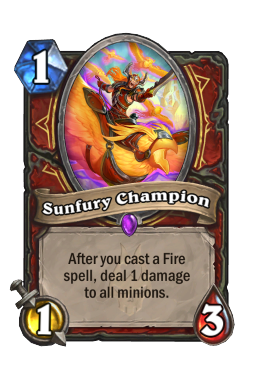 1
Sunfury Champion
After you cast a Fire
spell, deal 1 damage
to all minions.
1
3